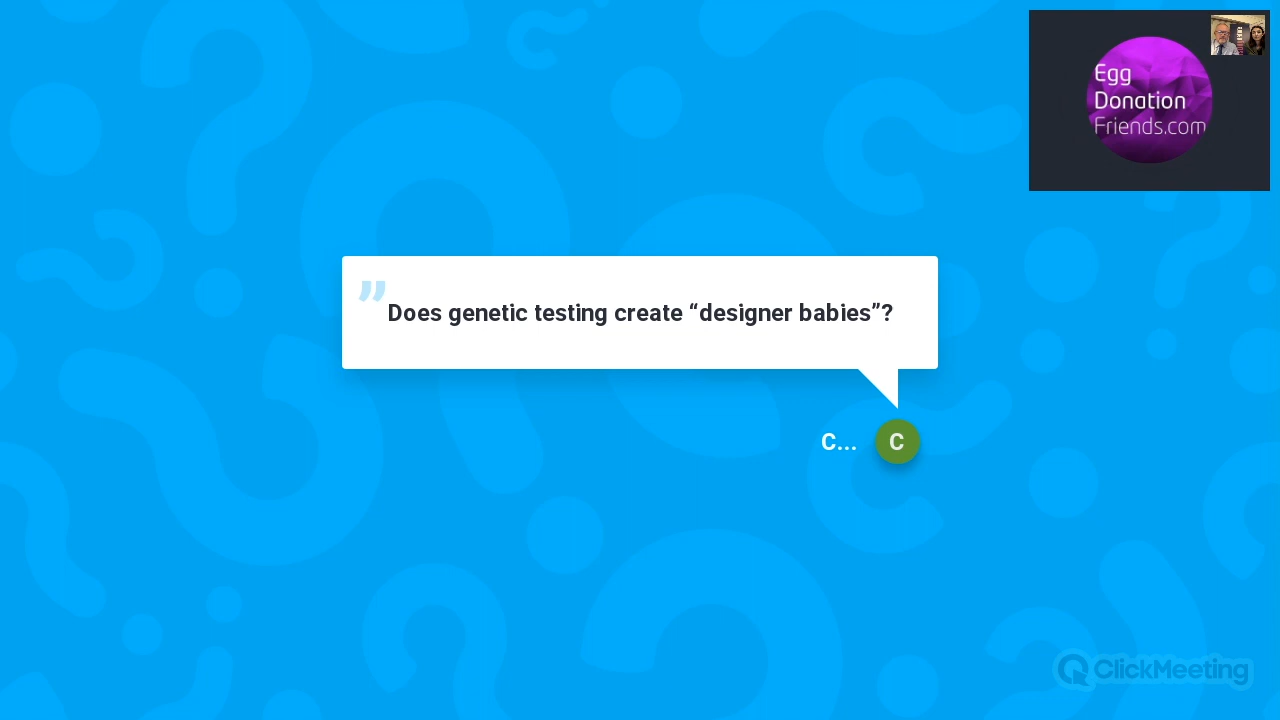 Egg
Donation
Friends.com
” Does genetic testing create “designer babies”?
C... C
ClickMeeting